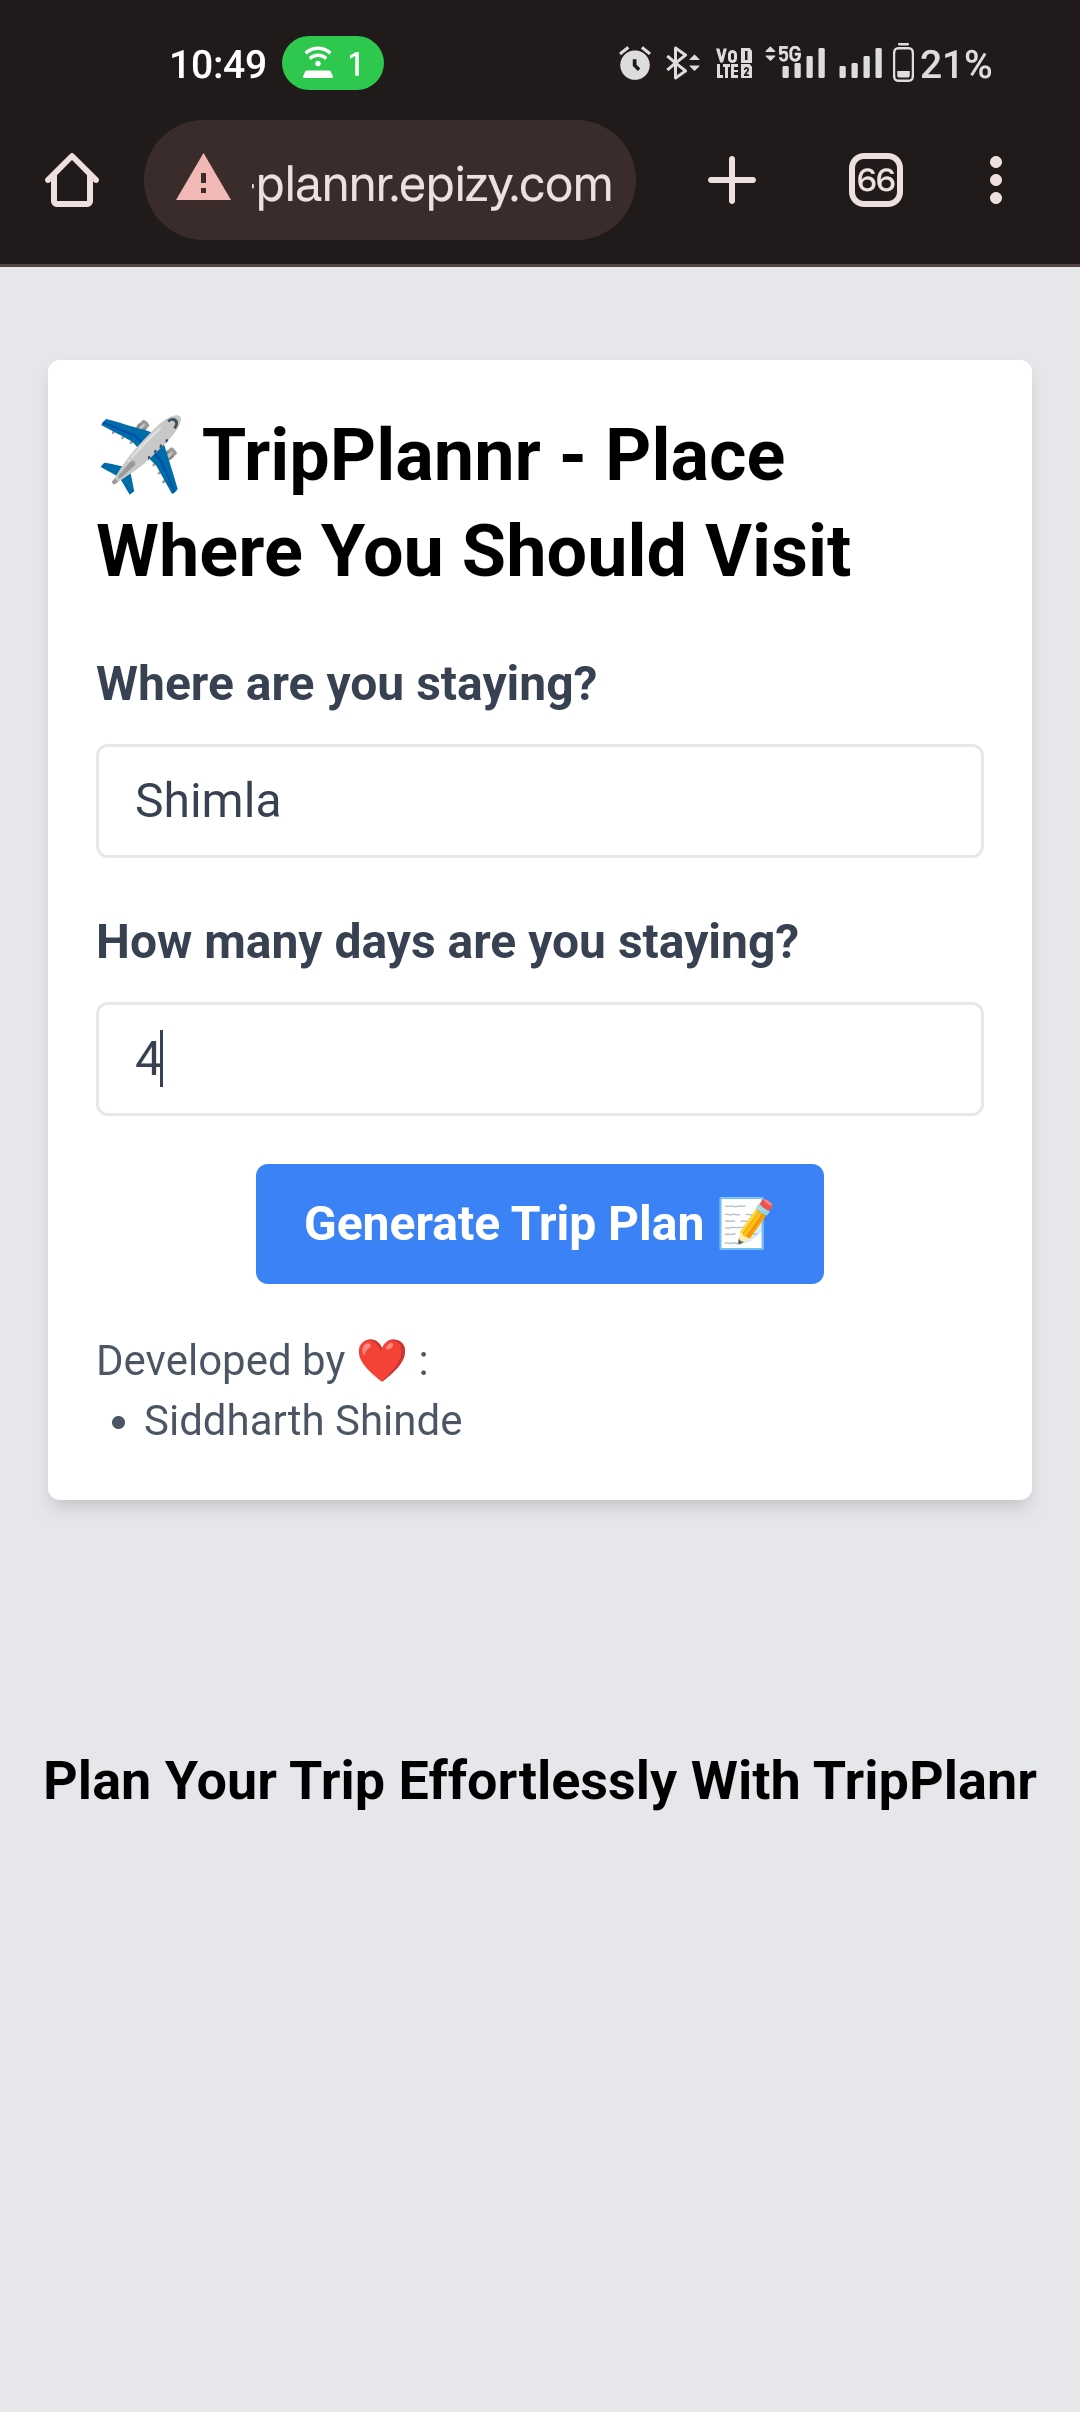 10:49 1 VoD LTE2 5G 21%
plannr.epizy.com 66
✈️ TripPlannr - Place
Where You Should Visit
Where are you staying?
Shimla
How many days are you staying?
4
Generate Trip Plan 📝
Developed by ❤️ :
• Siddharth Shinde
Plan Your Trip Effortlessly With TripPlanr